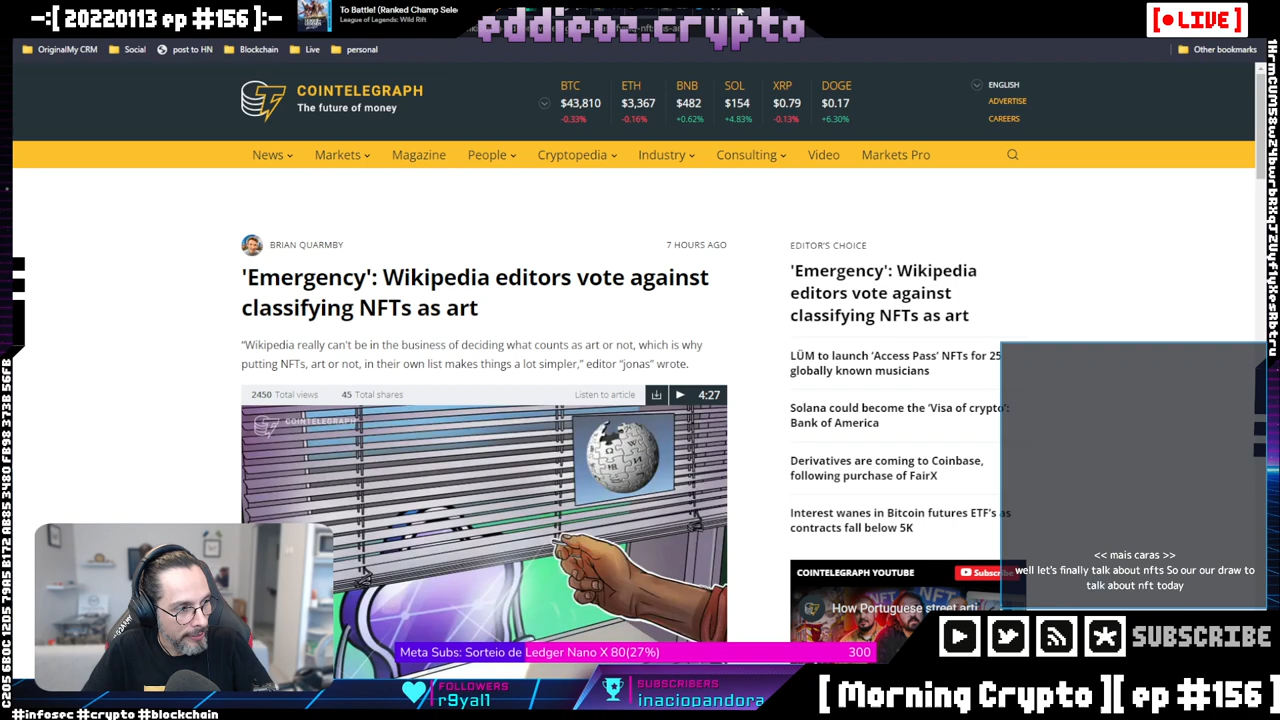 -:[ 20220113 ep #156 ]:-
To Battle! (Ranked Champ Selec
League of Legends: Wild Rift
eddieoz.crypto
[●LIVE]
OriginalMy CRM
Social
post to HN
Blockchain
Live
personal
Other bookmarks
COINTELEGRAPH
The future of money
BTC
$43,810
-0.33%
ETH
$3,367
-0.16%
BNB
$482
+0.62%
SOL
$154
+4.83%
XRP
$0.79
-0.13%
DOGE
$0.17
+6.30%
ENGLISH
ADVERTISE
CAREERS
News
Markets
Magazine
People
Cryptopedia
Industry
Consulting
Video
Markets Pro
BRIAN QUARMBY
7 HOURS AGO
'Emergency': Wikipedia editors vote against
classifying NFTs as art
“Wikipedia really can't be in the business of deciding what counts as art or not, which is why
putting NFTs, art or not, in their own list makes things a lot simpler,” editor “jonas” wrote.
2450 Total views
45 Total shares
Listen to article
4:27
COINTELEGRAPH
EDITOR'S CHOICE
'Emergency': Wikipedia
editors vote against
classifying NFTs as art
LÜM to launch ‘Access Pass’ NFTs for 25
globally known musicians
Solana could become the ‘Visa of crypto’:
Bank of America
Derivatives are coming to Coinbase,
following purchase of FairX
Interest wanes in Bitcoin futures ETF's as
contracts fall below 5K
COINTELEGRAPH YOUTUBE
Subscribe
How Portuguese street arti
<< mais caras >>
well let's finally talk about nfts So our our draw to
talk about nft today
Meta Subs: Sorteio de Ledger Nano X 80(27%)
300
FOLLOWERS
r9yal1
SUBSCRIBERS
inaciopandora
SUBSCRIBE
[ Morning Crypto ][ ep #156 ]
#infosec #crypto #blockchain